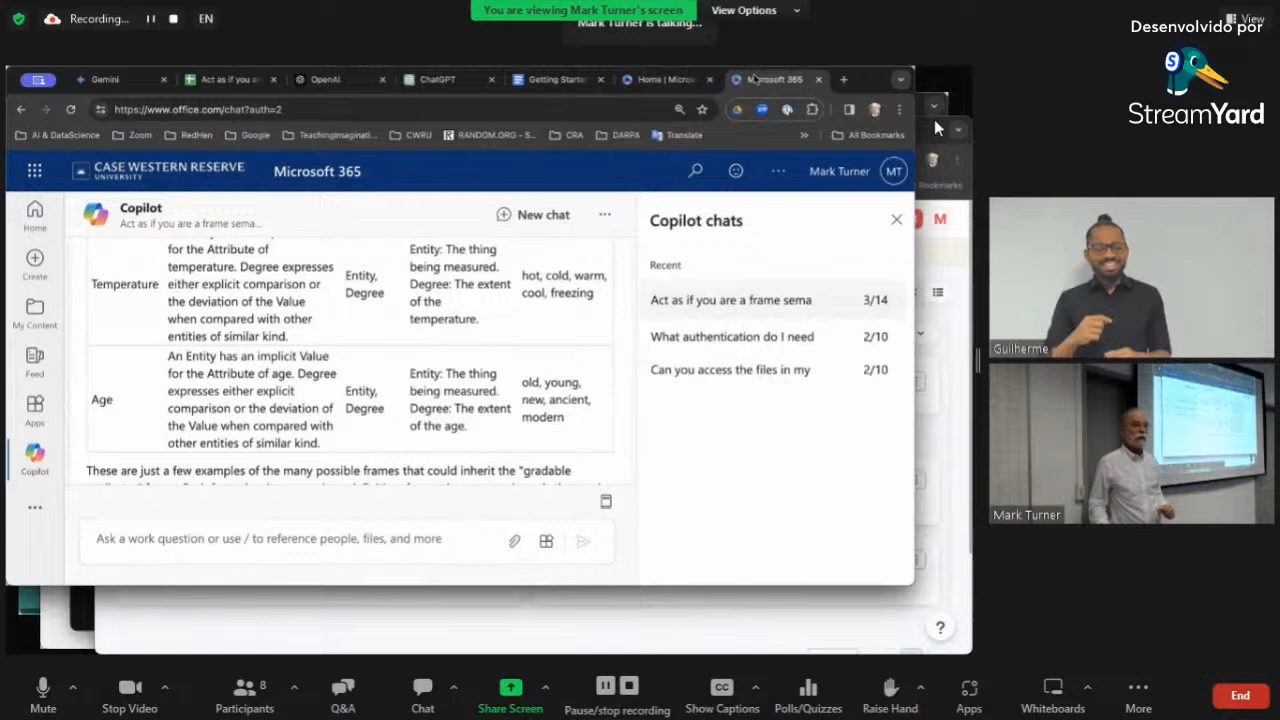 Recording...
EN
You are viewing Mark Turner's screen
View Options
Mark Turner is talking...
View
Desenvolvido por
StreamYard
Gemini
Act as if you a
OpenAI
ChatGPT
Getting Starte
Home | Micros
Microsoft 365
https://www.office.com/chat?auth=2
AI & DataScience
Zoom
RedHen
Google
TeachingImaginati...
CWRU
RANDOM.ORG - S...
CRA
DARPA
Translate
All Bookmarks
Bookmarks
CASE WESTERN RESERVE
UNIVERSITY
Microsoft 365
Mark Turner
MT
M
Home
Create
My Content
Feed
Apps
Copilot
Copilot
Act as if you are a frame sema...
New chat
Temperature
for the Attribute of
temperature. Degree expresses
either explicit comparison or
the deviation of the Value
when compared with other
entities of similar kind.
Entity,
Degree
Entity: The thing
being measured.
Degree: The extent
of the
temperature.
hot, cold, warm,
cool, freezing
Age
An Entity has an implicit Value
for the Attribute of age. Degree
expresses either explicit
comparison or the deviation of
the Value when compared with
other entities of similar kind.
Entity,
Degree
Entity: The thing
being measured.
Degree: The extent
of the age.
old, young,
new, ancient,
modern
These are just a few examples of the many possible frames that could inherit the "gradable
Ask a work question or use / to reference people, files, and more
Copilot chats
Recent
Act as if you are a frame sema 3/14
What authentication do I need 2/10
Can you access the files in my 2/10
Guilherme
Mark Turner
?
Mute
Stop Video
8
Participants
Q&A
Chat
Share Screen
Pause/stop recording
CC
Show Captions
Polls/Quizzes
Raise Hand
Apps
Whiteboards
More
End